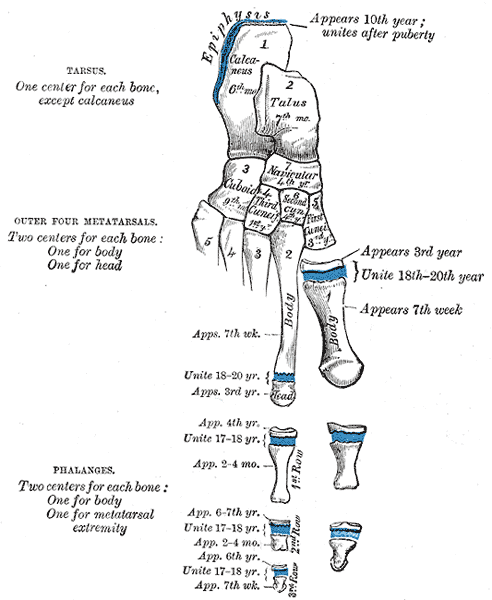 Epiphysis
Appears 10th year;
unites after puberty
TARSUS.
One center for each bone,
except calcaneus
1
Calca-
neus
6th mo.
2
Talus
7th mo.
3
Cuboid
9th m.
7
Navicular
4th yr.
4
Third
Cuneif.
1st y.
6
Second
Cun.
4th y.
5
First
Cunei
3rd y.
OUTER FOUR METATARSALS.
Two centers for each bone:
One for body
One for head
5
4
3
2
Body
1
Body
Appears 3rd year
Unite 18th–20th year
Appears 7th week
Apps. 7th wk.
Unite 18–20 yr.
Apps. 3rd yr.
Head
App. 4th yr.
Unite 17–18 yr.
App. 2–4 mo.
1st Row
PHALANGES.
Two centers for each bone:
One for body
One for metatarsal
extremity
App. 6–7th yr.
Unite 17–18 yr.
App. 2–4 mo.
2nd Row
App. 6th yr.
Unite 17–18 yr.
App. 7th wk.
3rd Row